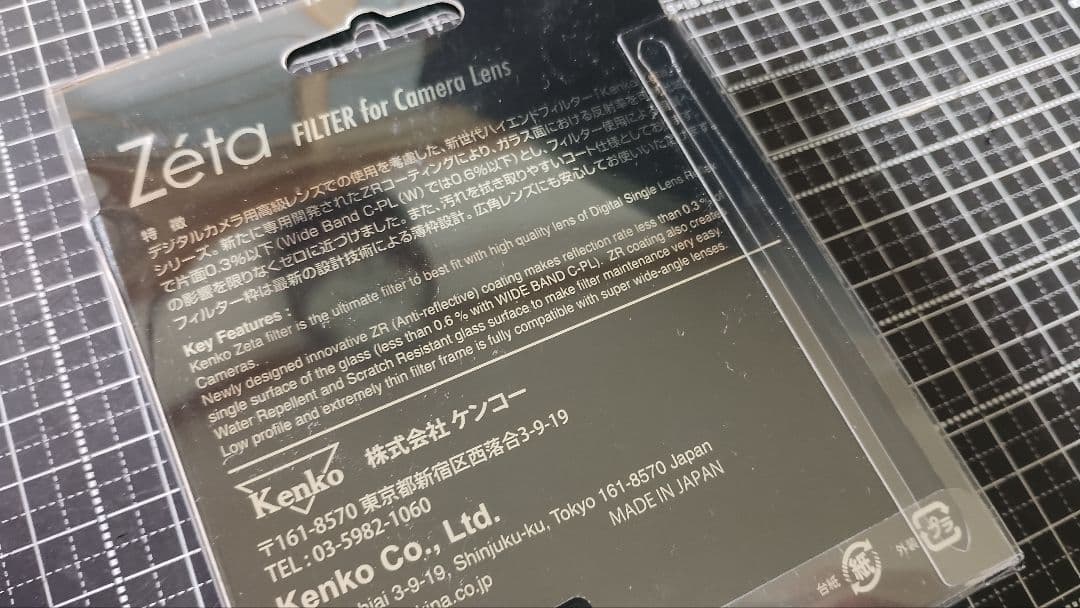 Zéta FILTER for Camera Lens
特 徴
デジタルカメラ用高級レンズでの使用を考慮した、新世代ハイエンドフィルター「Kenko
シリーズ。新たに専用開発されたZRコーティングにより、ガラス面における反射率を
で片面0.3%以下(Wide Band C-PL(W)では0.6%以下)とし、フィルター使用による
の影響を限りなくゼロに近づけました。また、汚れを拭き取りやすいコート仕様としており、
フィルター枠は最新の設計技術による薄枠設計。広角レンズにも安心してお使いいただ
Key Features :
Kenko Zeta filter is the ultimate filter to best fit with high quality lens of Digital Single Lens
Cameras.
Newly designed innovative ZR (Anti-reflective) coating makes reflection rate less than 0.3%
single surface of the glass (less than 0.6 % with WIDE BAND C-PL). ZR coating also create
Water Repellent and Scratch Resistant glass surface to make filter maintenance very easy.
Low profile and extremely thin filter frame is fully compatible with super wide-angle lenses.
Kenko 株式会社 ケンコー
〒161-8570 東京都新宿区西落合3-9-19
TEL : 03-5982-1060
Kenko Co., Ltd.
hiai 3-9-19, Shinjuku-ku, Tokyo 161-8570 Japan
ina.co.jp
MADE IN JAPAN
台紙 紙
外装 プラ